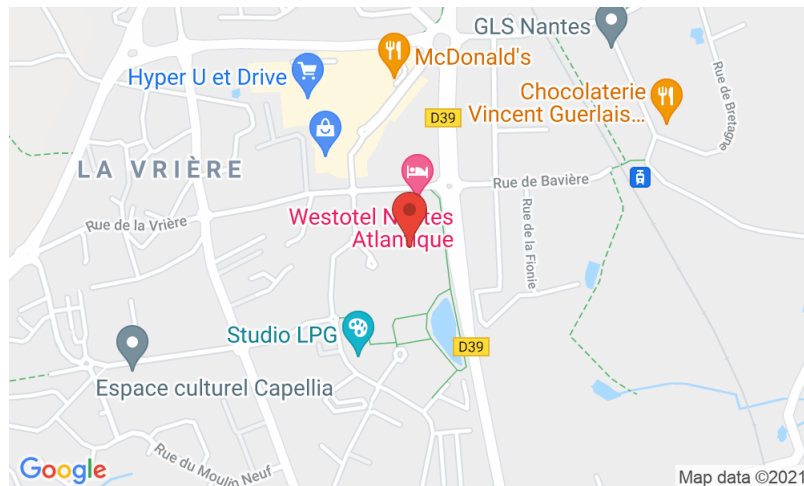 GLS Nantes
McDonald's
Hyper U et Drive
Chocolaterie
Vincent Guerlais...
Rue de Bretagne
D39
LA VRIÈRE
Rue de Bavière
Rue de la Vrière
Westotel N tes
Atlantique
Rue de la Fionie
Studio LPG
D39
Espace culturel Capellia
Rue du Moulin Neuf
Google
Map data ©2021